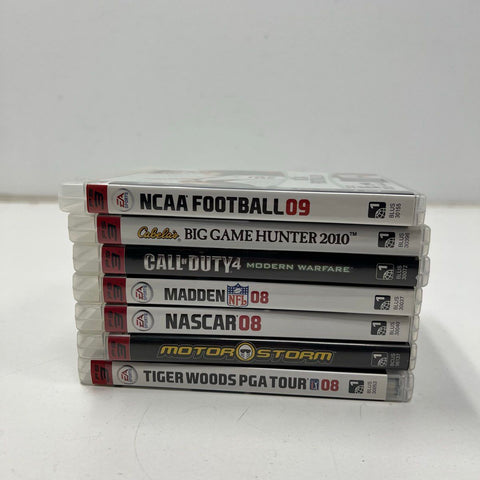 NCAA FOOTBALL 09
Cabela's BIG GAME HUNTER 2010™
CALL OF DUTY 4 MODERN WARFARE
MADDEN NFL 08
NASCAR 08
MOTORSTORM
TIGER WOODS PGA TOUR 08